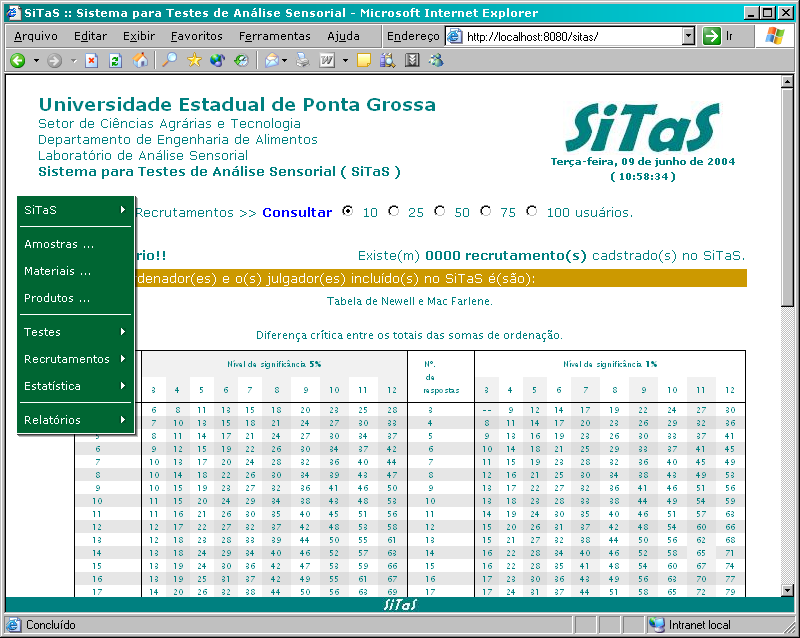 SiTaS :: Sistema para Testes de Análise Sensorial - Microsoft Internet Explorer
Arquivo Editar Exibir Favoritos Ferramentas Ajuda Endereço http://localhost:8080/sitas/ Ir
Universidade Estadual de Ponta Grossa
Setor de Ciências Agrárias e Tecnologia
Departamento de Engenharia de Alimentos
Laboratório de Análise Sensorial
Sistema para Testes de Análise Sensorial ( SiTaS )
SiTaS
Terça-feira, 09 de junho de 2004
( 10:58:34 )
SiTaS
Amostras ...
Materiais ...
Produtos ...
Testes
Recrutamentos
Estatística
Relatórios
Recrutamentos >> Consultar 10 25 50 75 100 usuários.
rio!! Existe(m) 0000 recrutamento(s) cadstrado(s) no SiTaS.
denador(es) e o(s) julgador(es) incluído(s) no SiTaS é(são):
Tabela de Newell e Mac Farlene.
Diferença crítica entre os totais das somas de ordenação.
Nível de significância 5% Nº. de respostas Nível de significância 1%
3 4 5 6 7 8 9 10 11 12 3 4 5 6 7 8 9 10 11 12
6 8 11 13 15 18 20 23 25 28 3 -- 9 12 14 17 19 22 24 27 30
7 10 13 15 18 21 24 27 30 33 4 8 11 14 17 20 23 26 29 32 36
8 11 14 17 21 24 27 30 34 37 5 9 13 16 19 23 26 30 33 37 41
6 9 12 15 19 22 26 30 34 37 42 6 10 14 18 21 25 29 33 37 41 45
7 10 13 17 20 24 28 32 36 40 44 7 11 15 19 23 28 32 36 40 45 49
8 10 14 18 22 26 30 34 39 43 47 8 12 16 21 25 30 34 38 43 49 53
9 10 15 19 23 27 32 36 41 46 50 9 13 17 22 27 32 36 41 46 51 56
10 11 15 20 24 29 34 38 43 48 53 10 13 18 23 28 33 38 44 49 54 59
11 11 16 21 26 30 35 40 45 51 56 11 14 19 24 30 35 40 46 51 57 63
12 12 17 22 27 32 37 42 48 53 58 12 15 20 26 31 37 42 48 54 60 66
13 12 18 23 28 33 39 44 50 55 61 13 15 21 27 32 38 44 50 56 62 68
14 13 18 24 29 34 40 46 52 57 63 14 16 22 28 34 40 46 52 58 65 71
15 13 19 24 30 36 42 47 53 59 66 15 16 22 28 35 41 48 54 60 67 74
16 13 19 25 31 37 42 49 55 61 67 16 17 23 30 36 43 49 56 63 70 77
17 14 20 26 32 38 44 50 56 63 69 17 17 24 31 37 44 51 58 65 72 79
SiTaS
Concluído Intranet local